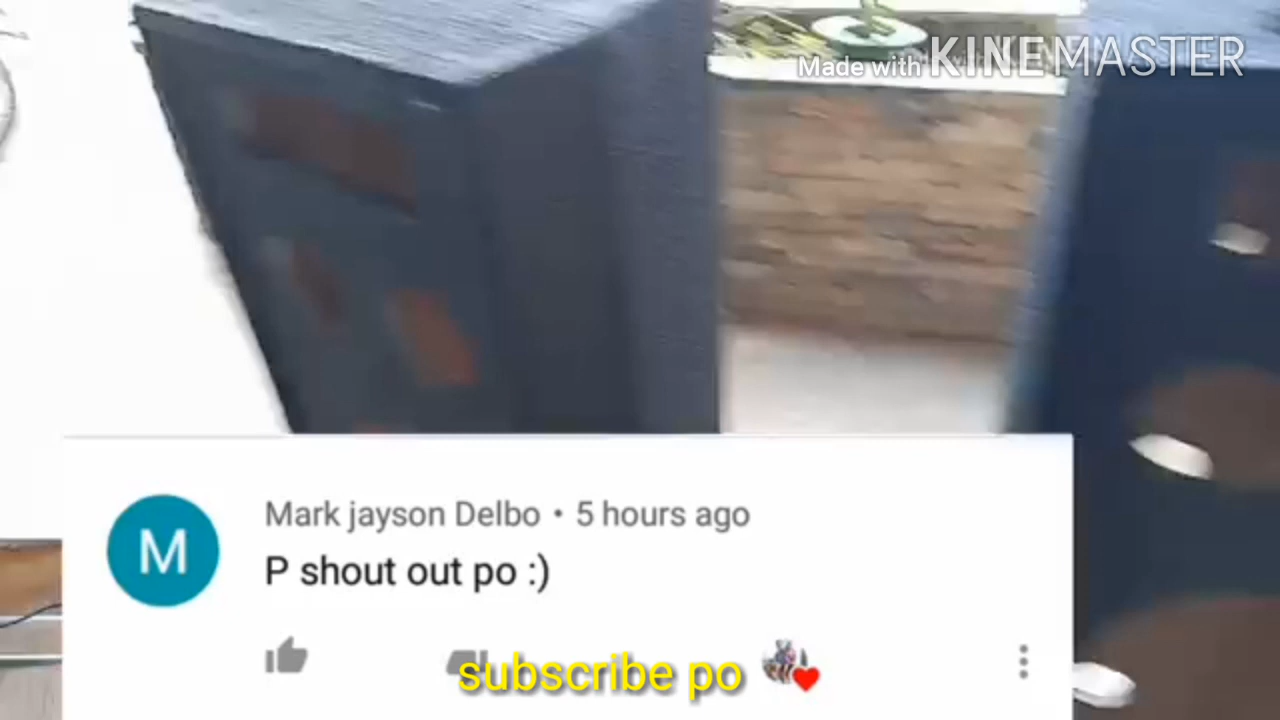 Made with KINEMASTER
M
Mark jayson Delbo • 5 hours ago
P shout out po :)
subscribe po